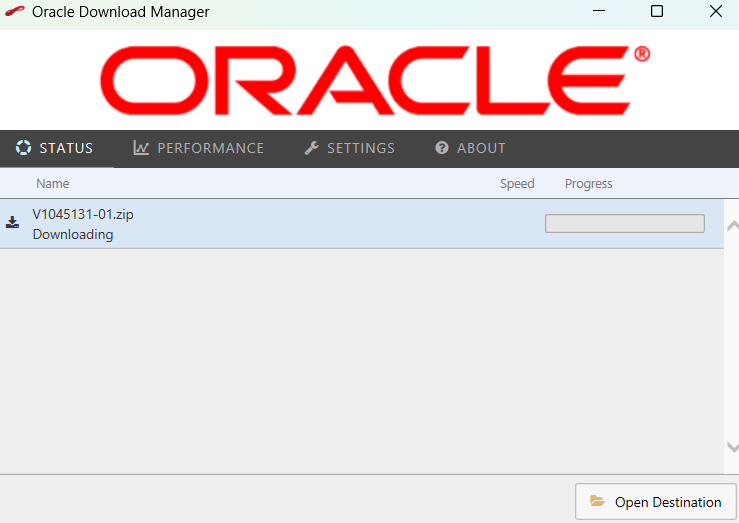 Oracle Download Manager
ORACLE®
STATUS PERFORMANCE SETTINGS ABOUT
Name Speed Progress
V1045131-01.zip
Downloading
Open Destination